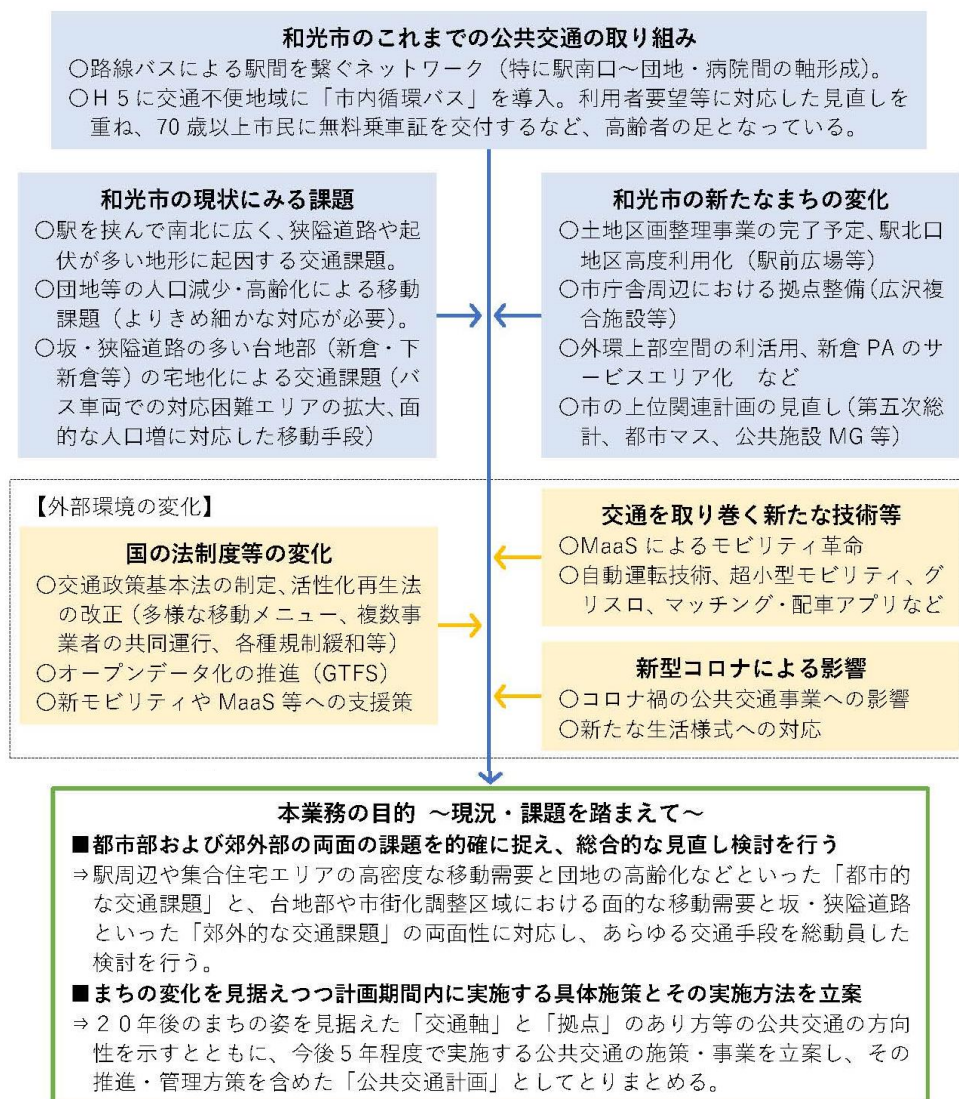 和光市のこれまでの公共交通の取り組み
○路線バスによる駅間を繋ぐネットワーク（特に駅南口～団地・病院間の軸形成）。
○H５に交通不便地域に「市内循環バス」を導入。利用者要望等に対応した見直しを
重ね、70歳以上市民に無料乗車証を交付するなど、高齢者の足となっている。
和光市の現状にみる課題
○駅を挟んで南北に広く、狭隘道路や起
伏が多い地形に起因する交通課題。
○団地等の人口減少・高齢化による移動
課題（よりきめ細かな対応が必要）。
○坂・狭隘道路の多い台地部（新倉・下
新倉等）の宅地化による交通課題（バ
ス車両での対応困難エリアの拡大、面
的な人口増に対応した移動手段）
和光市の新たなまちの変化
○土地区画整理事業の完了予定、駅北口
地区高度利用化（駅前広場等）
○市庁舎周辺における拠点整備（広沢複
合施設等）
○外環上部空間の利活用、新倉PAのサ
ービスエリア化　など
○市の上位関連計画の見直し（第五次総
計、都市マス、公共施設MG等）
【外部環境の変化】
国の法制度等の変化
○交通政策基本法の制定、活性化再生法
の改正（多様な移動メニュー、複数事
業者の共同運行、各種規制緩和等）
○オープンデータ化の推進（GTFS）
○新モビリティやMaaS等への支援策
交通を取り巻く新たな技術等
○MaaSによるモビリティ革命
○自動運転技術、超小型モビリティ、グ
リスロ、マッチング・配車アプリなど
新型コロナによる影響
○コロナ禍の公共交通事業への影響
○新たな生活様式への対応
本業務の目的 ～現況・課題を踏まえて～
■都市部および郊外部の両面の課題を的確に捉え、総合的な見直し検討を行う
⇒駅周辺や集合住宅エリアの高密度な移動需要と団地の高齢化などといった「都市的
な交通課題」と、台地部や市街化調整区域における面的な移動需要と坂・狭隘道路
といった「郊外的な交通課題」の両面性に対応し、あらゆる交通手段を総動員した
検討を行う。
■まちの変化を見据えつつ計画期間内に実施する具体施策とその実施方法を立案
⇒２０年後のまちの姿を見据えた「交通軸」と「拠点」のあり方等の公共交通の方向
性を示すとともに、今後５年程度で実施する公共交通の施策・事業を立案し、その
推進・管理方策を含めた「公共交通計画」としてとりまとめる。